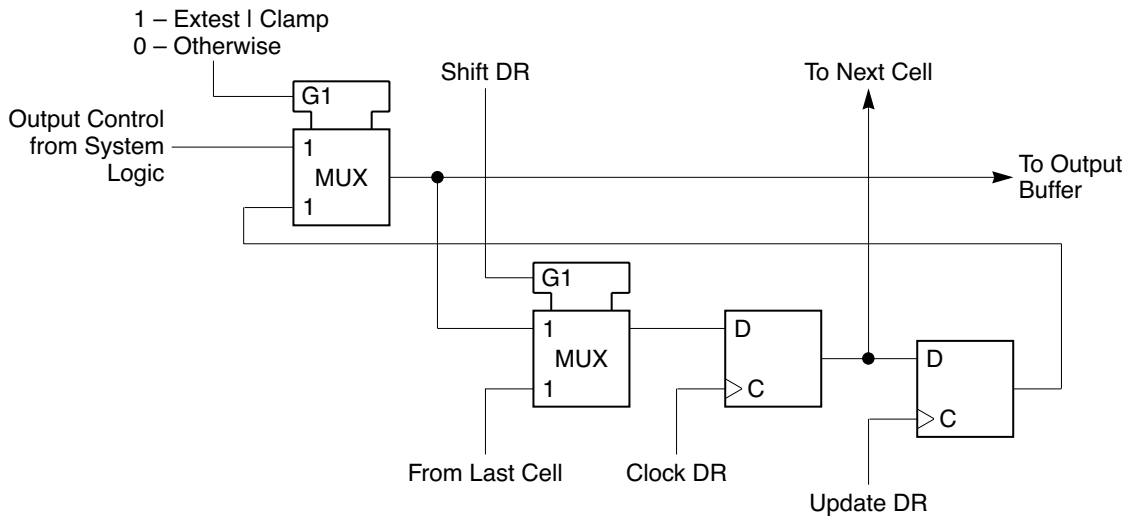 1 – Extest | Clamp
0 – Otherwise
Shift DR
To Next Cell
G1
Output Control
from System
Logic
1
MUX
1
To Output
Buffer
G1
1
MUX
1
D
C
D
C
From Last Cell
Clock DR
Update DR